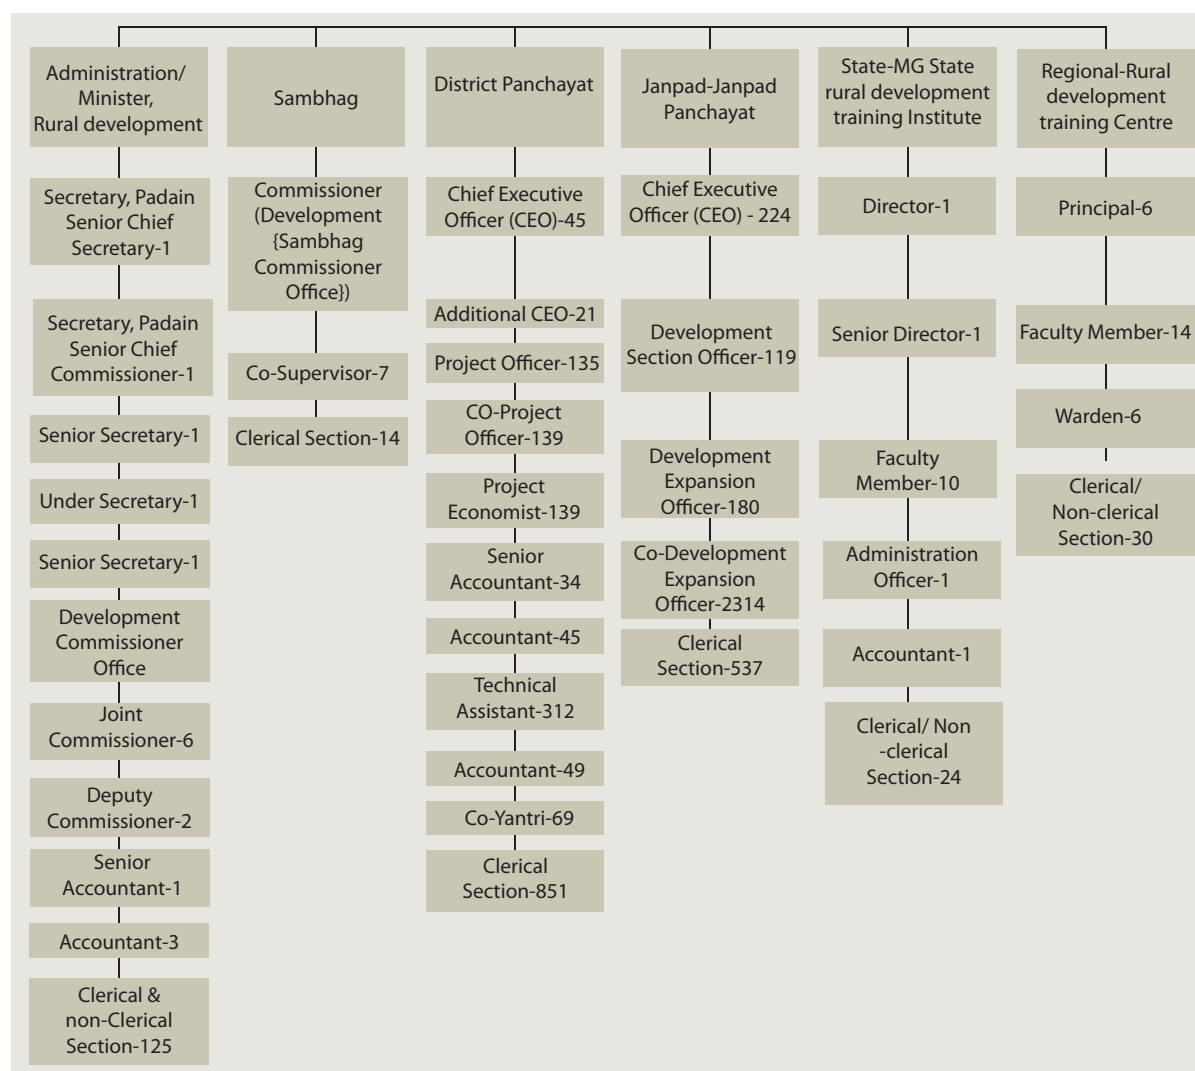 Administration/
Minister,
Rural development
Secretary, Padain
Senior Chief
Secretary-1
Secretary, Padain
Senior Chief
Commissioner-1
Senior Secretary-1
Under Secretary-1
Senior Secretary-1
Development
Commissioner
Office
Joint
Commissioner-6
Deputy
Commissioner-2
Senior
Accountant-1
Accountant-3
Clerical &
non-Clerical
Section-125
Sambhag
Commissioner
(Development
{Sambhag
Commissioner
Office})
Co-Supervisor-7
Clerical Section-14
District Panchayat
Chief Executive
Officer (CEO)-45
Additional CEO-21
Project Officer-135
CO-Project
Officer-139
Project
Economist-139
Senior
Accountant-34
Accountant-45
Technical
Assistant-312
Accountant-49
Co-Yantri-69
Clerical
Section-851
Janpad-Janpad
Panchayat
Chief Executive
Officer (CEO) - 224
Development
Section Officer-119
Development
Expansion
Officer-180
Co-Development
Expansion
Officer-2314
Clerical
Section-537
State-MG State
rural development
training Institute
Director-1
Senior Director-1
Faculty
Member-10
Administration
Officer-1
Accountant-1
Clerical/ Non
-clerical
Section-24
Regional-Rural
development
training Centre
Principal-6
Faculty Member-14
Warden-6
Clerical/
Non-clerical
Section-30